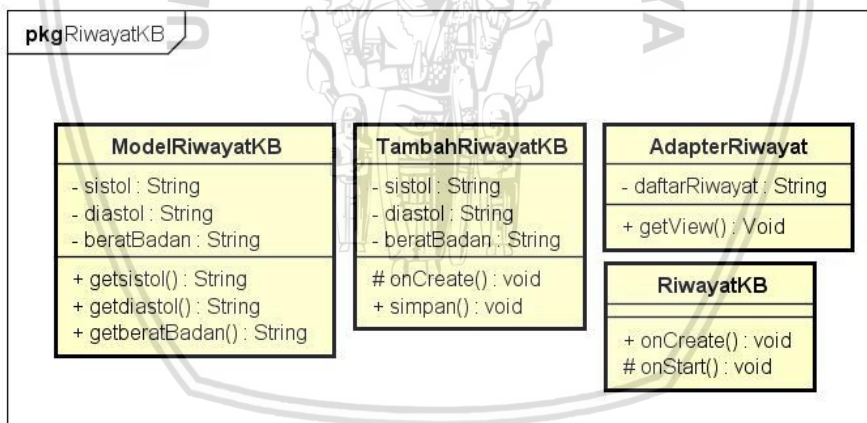 pkgRiwayatKB
ModelRiwayatKB
- sistol : String
- diastol : String
- beratBadan : String
+ getsistol() : String
+ getdiastol() : String
+ getberatBadan() : String
TambahRiwayatKB
- sistol : String
- diastol : String
- beratBadan : String
# onCreate() : void
+ simpan() : void
AdapterRiwayat
- daftarRiwayat : String
+ getView() : Void
RiwayatKB
+ onCreate() : void
# onStart() : void